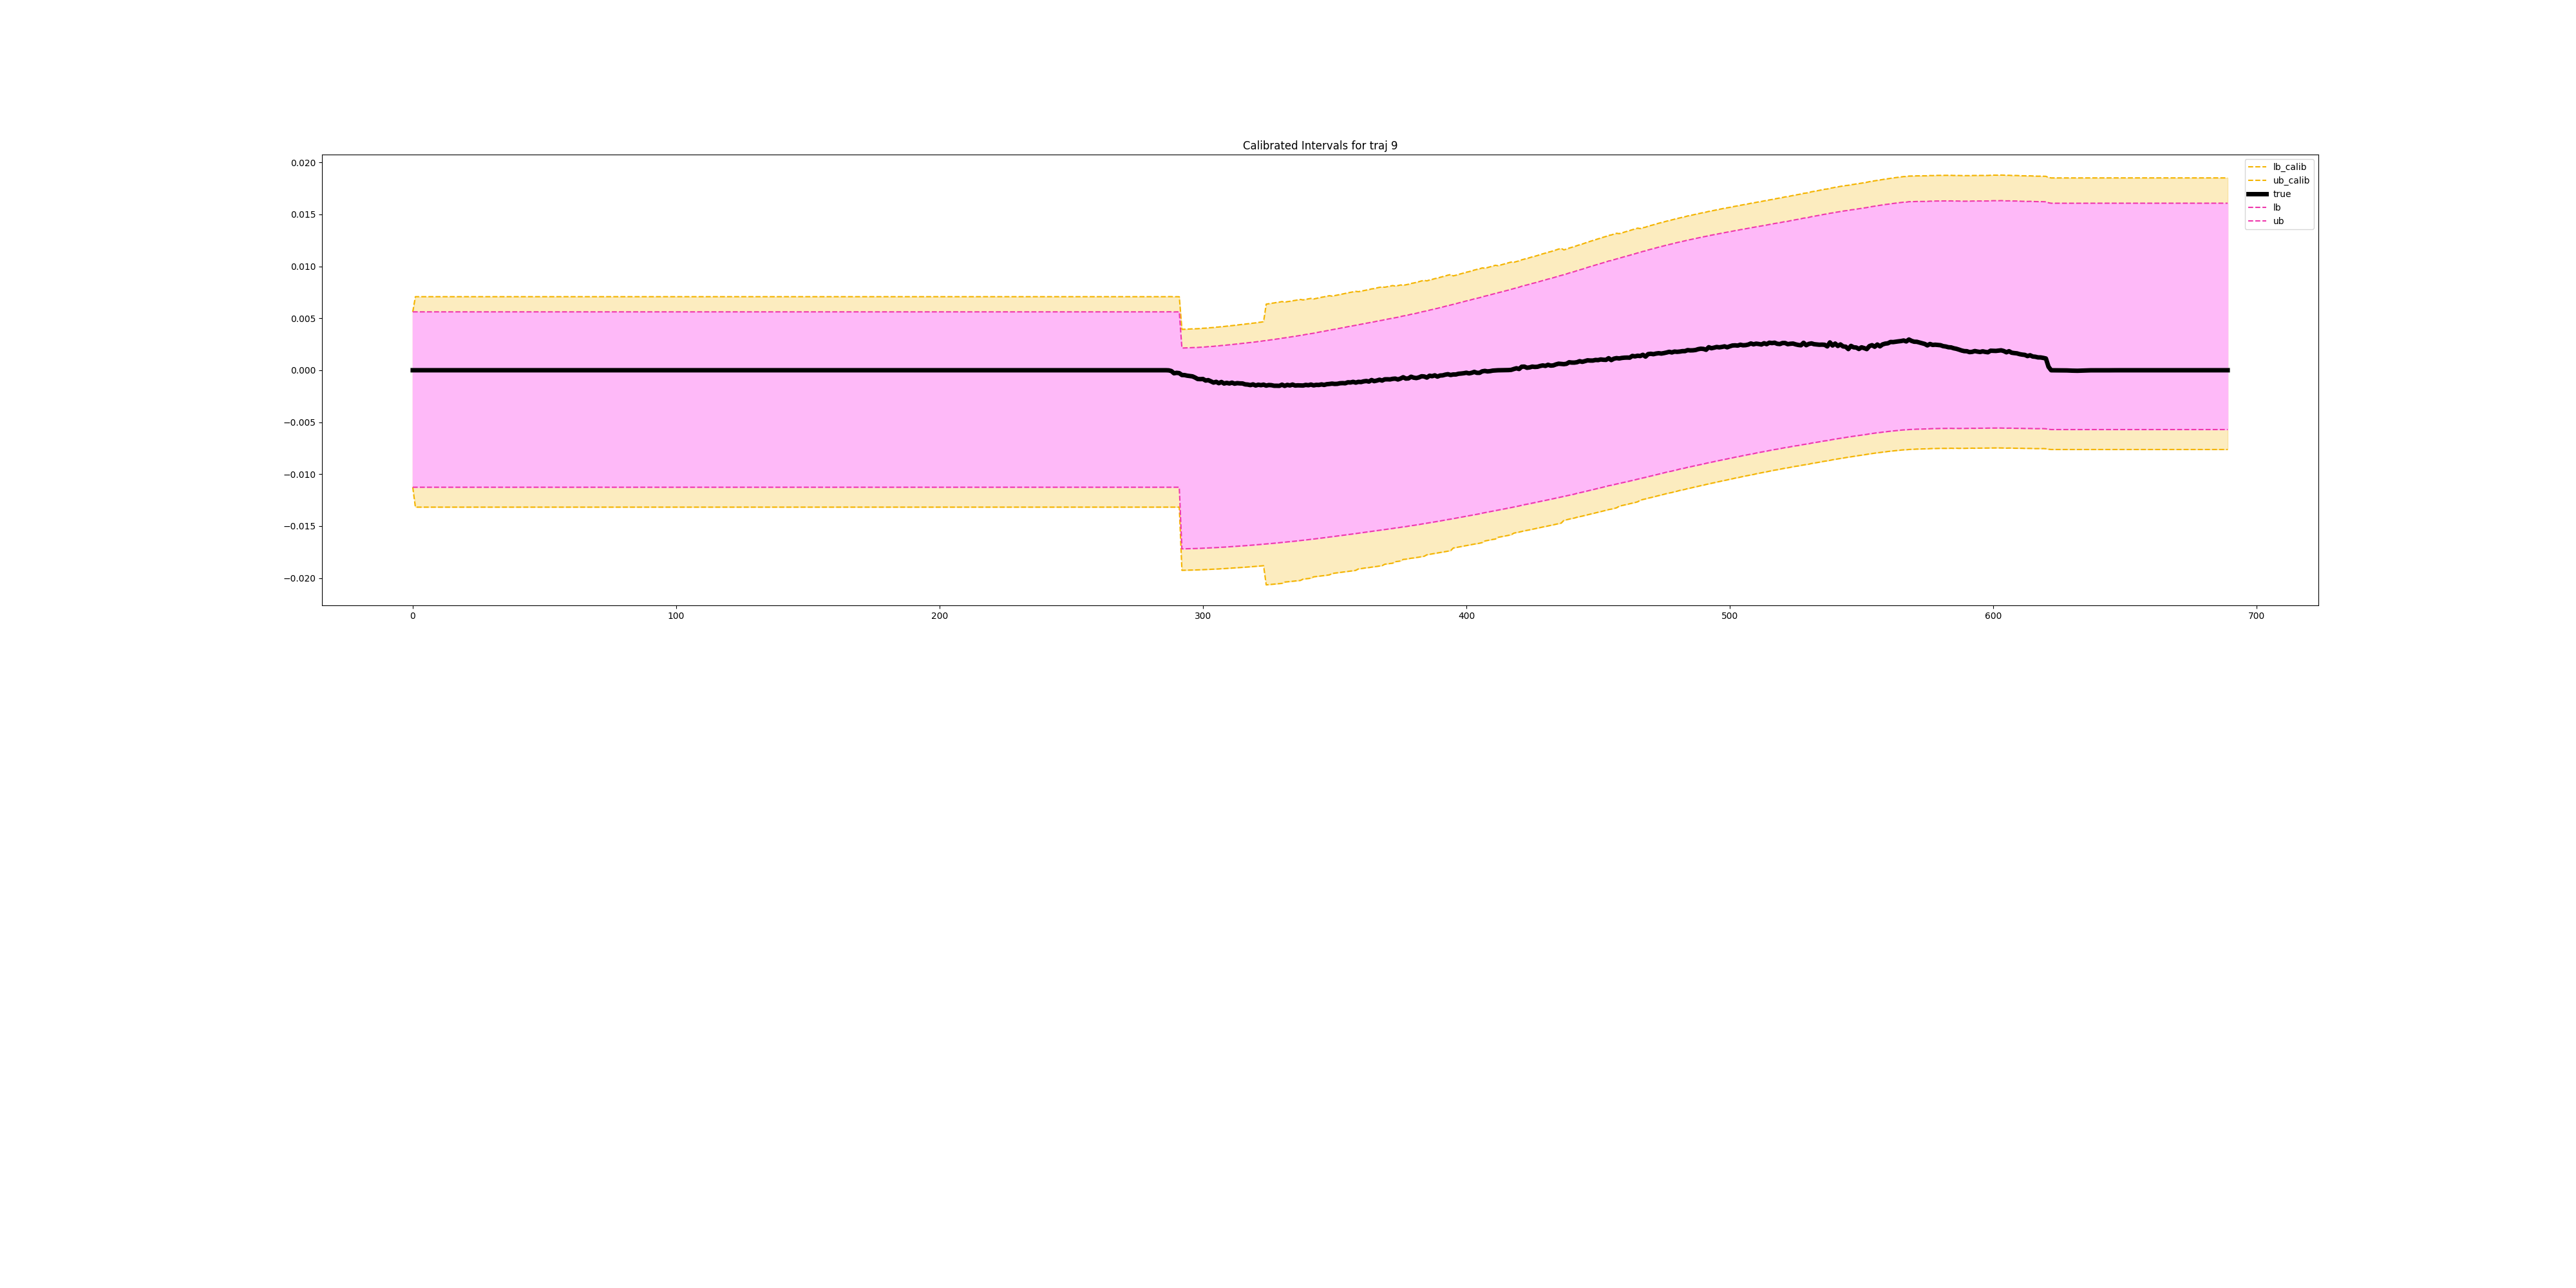 Calibrated Intervals for traj 9
0.020
0.015
0.010
0.005
0.000
−0.005
−0.010
−0.015
−0.020
0 100 200 300 400 500 600 700
lb_calib
ub_calib
true
lb
ub